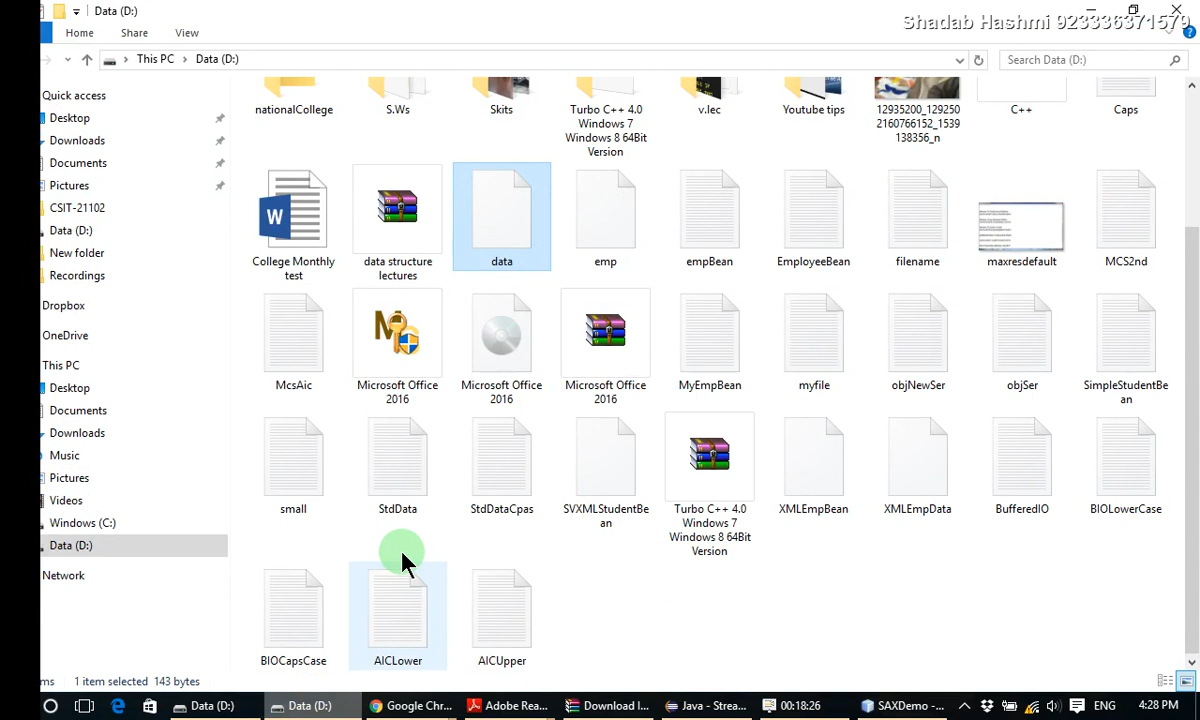 Data (D:)
Shadab Hashmi 923336371579
Home Share View
This PC Data (D:)
Search Data (D:)
Quick access
Desktop
Downloads
Documents
Pictures
CSIT-21102
Data (D:)
New folder
Recordings
Dropbox
OneDrive
This PC
Desktop
Documents
Downloads
Music
Pictures
Videos
Windows (C:)
Data (D:)
Network
nationalCollege
S.Ws
Skits
Turbo C++ 4.0
Windows 7
Windows 8 64Bit
Version
v.lec
Youtube tips
12935200_129250
2160766152_1539
138356_n
C++
Caps
W
College Monthly
test
data structure
lectures
data
emp
empBean
EmployeeBean
filename
maxresdefault
MCS2nd
McsAic
Microsoft Office
2016
Microsoft Office
2016
Microsoft Office
2016
MyEmpBean
myfile
objNewSer
objSer
SimpleStudentBe
an
small
StdData
StdDataCpas
SVXMLStudentBe
an
Turbo C++ 4.0
Windows 7
Windows 8 64Bit
Version
XMLEmpBean
XMLEmpData
BufferedIO
BIOLowerCase
BIOCapsCase
AICLower
AICUpper
ms 1 item selected 143 bytes
Data (D:)
Data (D:)
Google Chr...
Adobe Rea...
Download I...
Java - Strea...
00:18:26
SAXDemo -...
ENG
4:28 PM